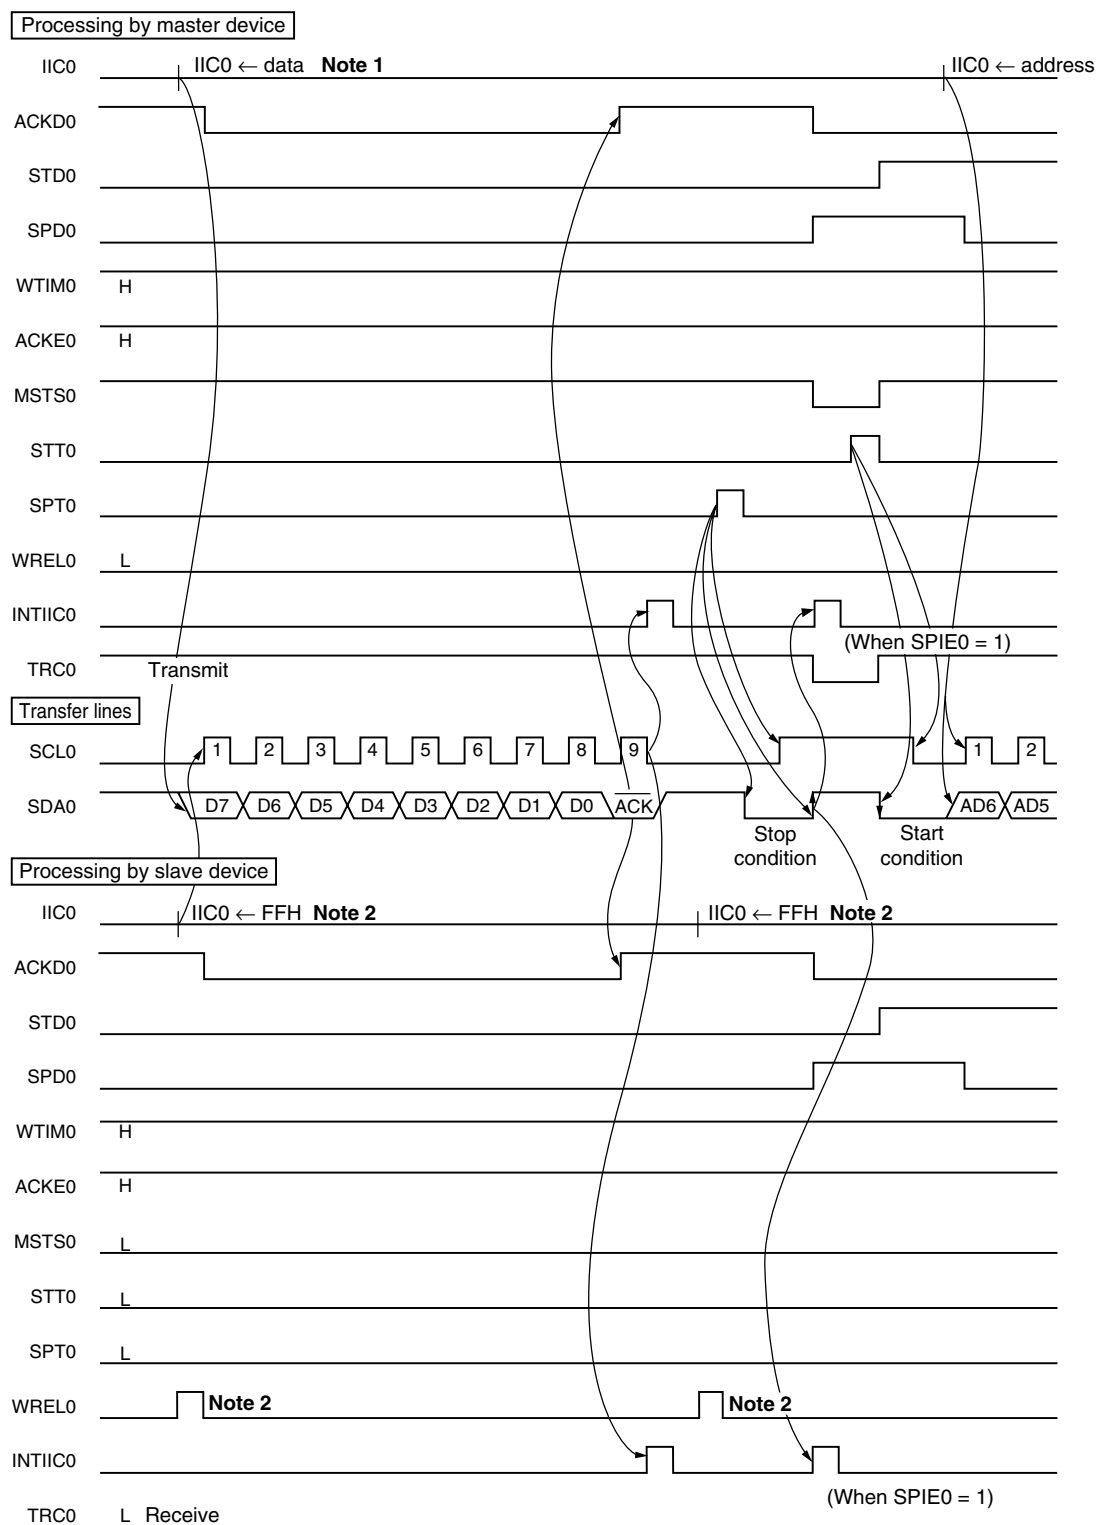 Processing by master device
IIC0 IIC0 ← data Note 1 IIC0 ← address
ACKD0
STD0
SPD0
WTIM0 H
ACKE0 H
MSTS0
STT0
SPT0
WREL0 L
INTIIC0
(When SPIE0 = 1)
TRC0 Transmit
Transfer lines
SCL0 1 2 3 4 5 6 7 8 9 1 2
SDA0 D7 D6 D5 D4 D3 D2 D1 D0 ACK AD6 AD5
Stop Start
condition condition
Processing by slave device
IIC0 IIC0 ← FFH Note 2 IIC0 ← FFH Note 2
ACKD0
STD0
SPD0
WTIM0 H
ACKE0 H
MSTS0 L
STT0 L
SPT0 L
WREL0 Note 2 Note 2
INTIIC0
(When SPIE0 = 1)
TRC0 L Receive